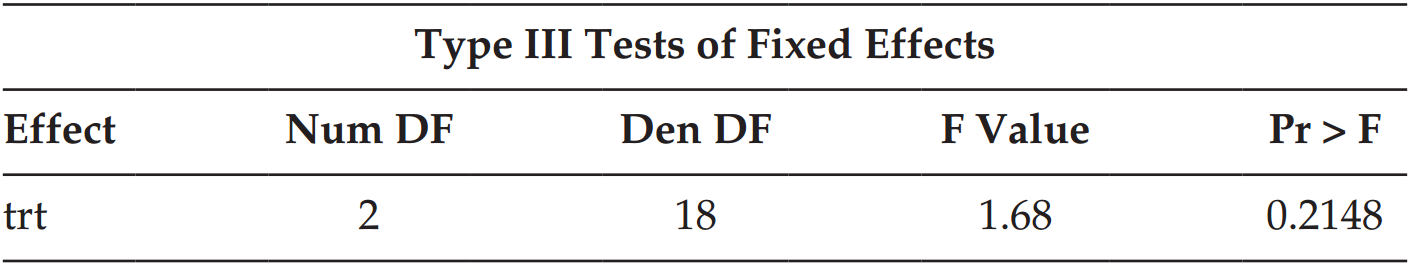 Type III Tests of Fixed Effects
Effect Num DF Den DF F Value Pr > F
trt 2 18 1.68 0.2148